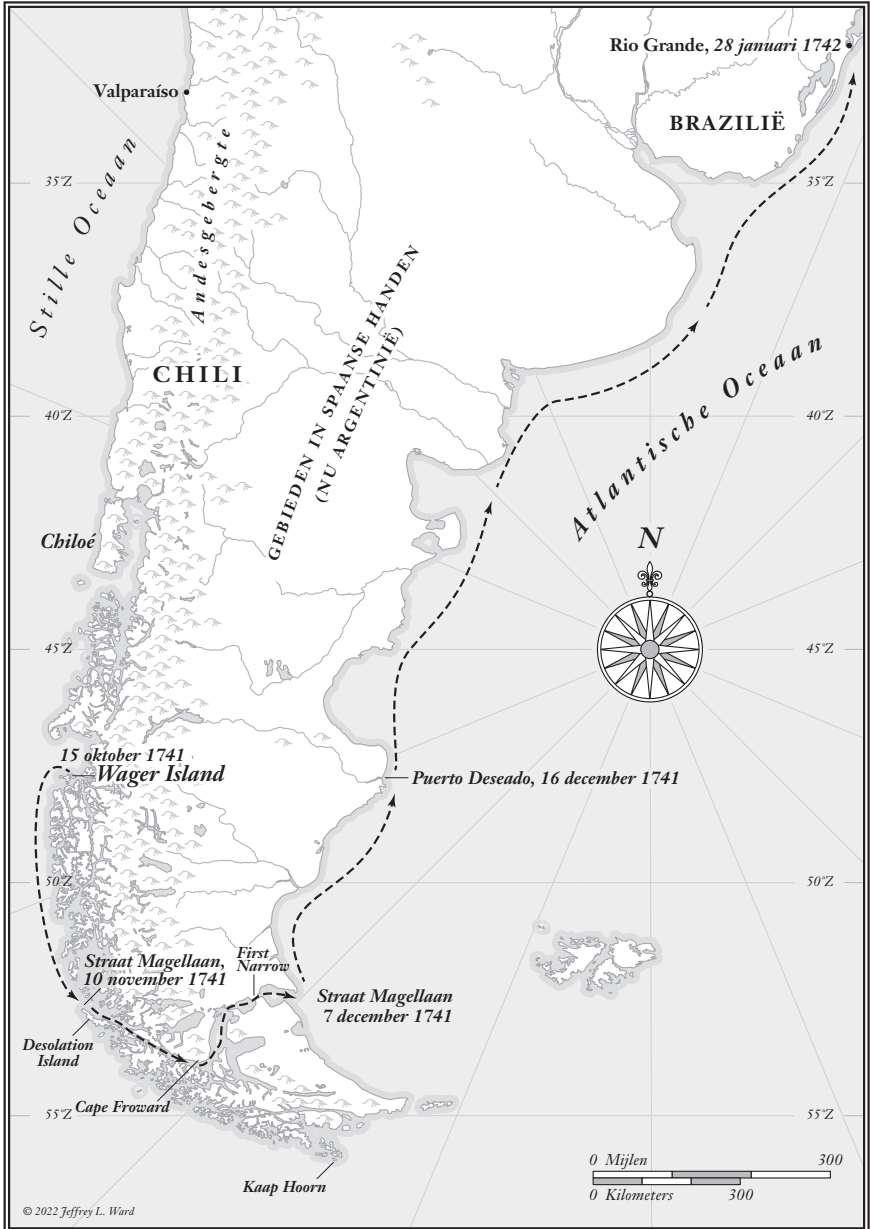 Rio Grande, 28 januari 1742
Valparaíso
BRAZILIË
35°Z
35°Z
Stille Oceaan
Andesgebergte
GEBIEDEN IN SPAANSE HANDEN
(NU ARGENTINIË)
CHILI
Atlantische Oceaan
40°Z
40°Z
Chiloé
N
45°Z
45°Z
15 oktober 1741
Wager Island
Puerto Deseado, 16 december 1741
50°Z
50°Z
Straat Magellaan,
10 november 1741
First
Narrow
Straat Magellaan
7 december 1741
Desolation
Island
Cape Froward
55°Z
55°Z
Kaap Hoorn
0 Mijlen 300
0 Kilometers 300
© 2022 Jeffrey L. Ward